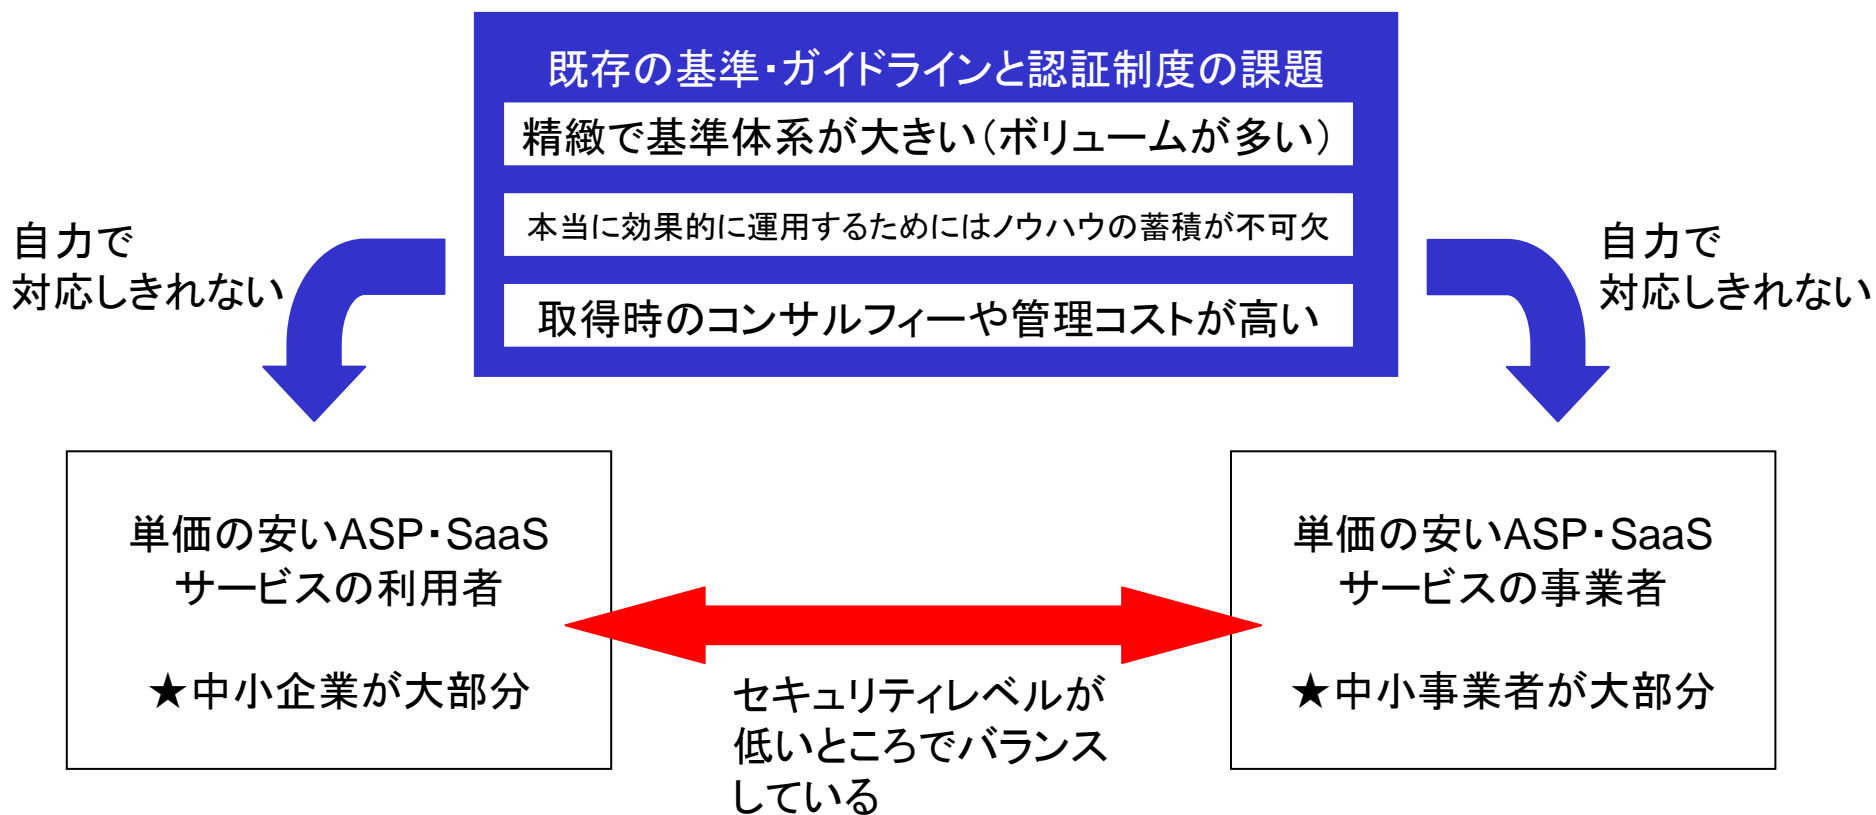 既存の基準・ガイドラインと認証制度の課題
精緻で基準体系が大きい（ボリュームが多い）
本当に効果的に運用するためにはノウハウの蓄積が不可欠
取得時のコンサルフィーや管理コストが高い
自力で
対応しきれない
自力で
対応しきれない
単価の安いASP・SaaS
サービスの利用者
★中小企業が大部分
単価の安いASP・SaaS
サービスの事業者
★中小事業者が大部分
セキュリティレベルが
低いところでバランス
している